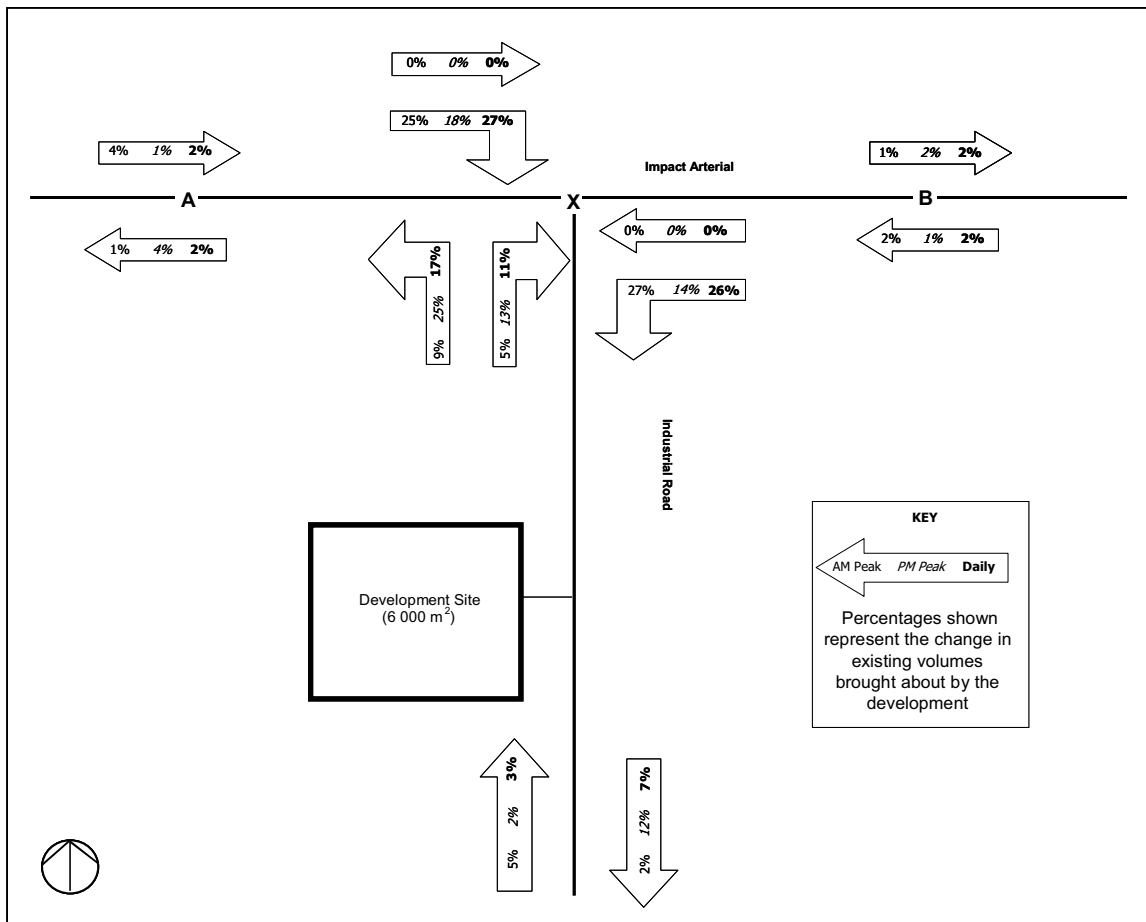 0% 0% 0%
25% 18% 27%
4% 1% 2%
Impact Arterial
1% 2% 2%
A
X
B
1% 4% 2%
0% 0% 0%
2% 1% 2%
9% 25% 17%
5% 13% 11%
27% 14% 26%
Industrial Road
KEY
AM Peak PM Peak Daily
Percentages shown
represent the change in
existing volumes
brought about by the
development
Development Site
(6 000 m²)
5% 2% 3%
2% 12% 7%